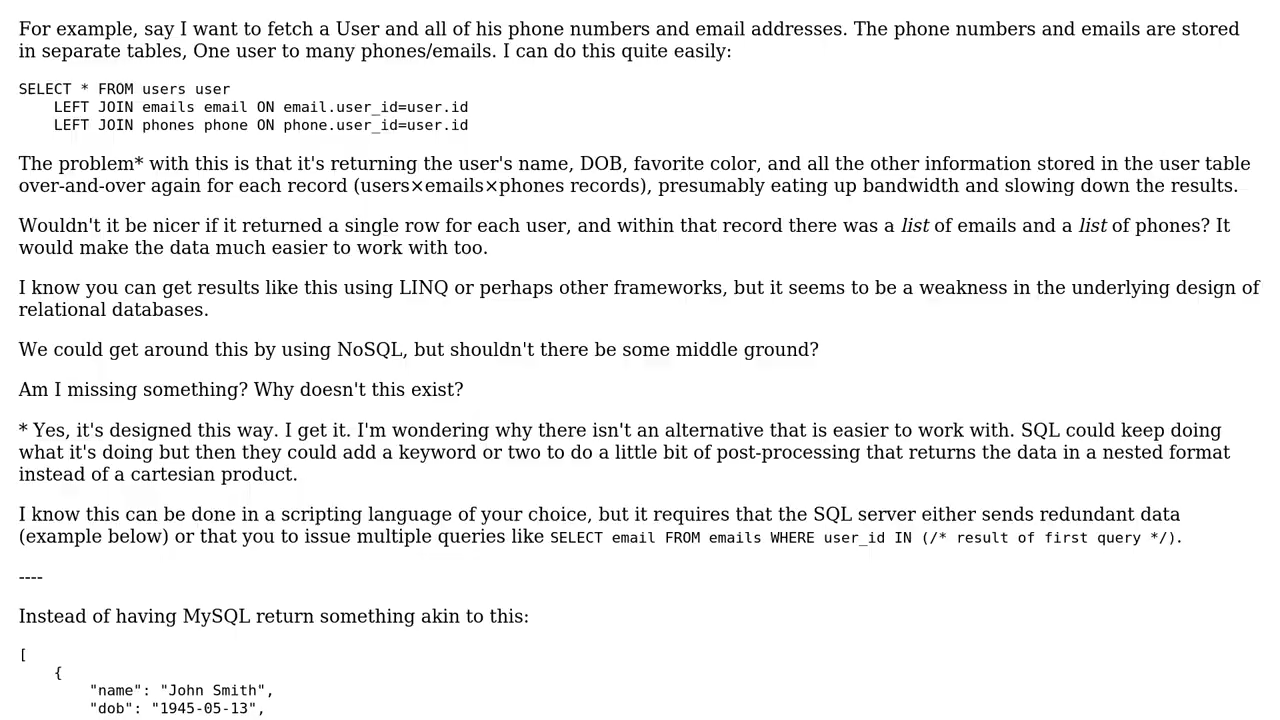 For example, say I want to fetch a User and all of his phone numbers and email addresses. The phone numbers and emails are stored
in separate tables, One user to many phones/emails. I can do this quite easily:
SELECT * FROM users user
    LEFT JOIN emails email ON email.user_id=user.id
    LEFT JOIN phones phone ON phone.user_id=user.id
The problem* with this is that it's returning the user's name, DOB, favorite color, and all the other information stored in the user table
over-and-over again for each record (users×emails×phones records), presumably eating up bandwidth and slowing down the results.
Wouldn't it be nicer if it returned a single row for each user, and within that record there was a list of emails and a list of phones? It
would make the data much easier to work with too.
I know you can get results like this using LINQ or perhaps other frameworks, but it seems to be a weakness in the underlying design of
relational databases.
We could get around this by using NoSQL, but shouldn't there be some middle ground?
Am I missing something? Why doesn't this exist?
* Yes, it's designed this way. I get it. I'm wondering why there isn't an alternative that is easier to work with. SQL could keep doing
what it's doing but then they could add a keyword or two to do a little bit of post-processing that returns the data in a nested format
instead of a cartesian product.
I know this can be done in a scripting language of your choice, but it requires that the SQL server either sends redundant data
(example below) or that you to issue multiple queries like SELECT email FROM emails WHERE user_id IN (/* result of first query */).
----
Instead of having MySQL return something akin to this:
[
    {
        "name": "John Smith",
        "dob": "1945-05-13",